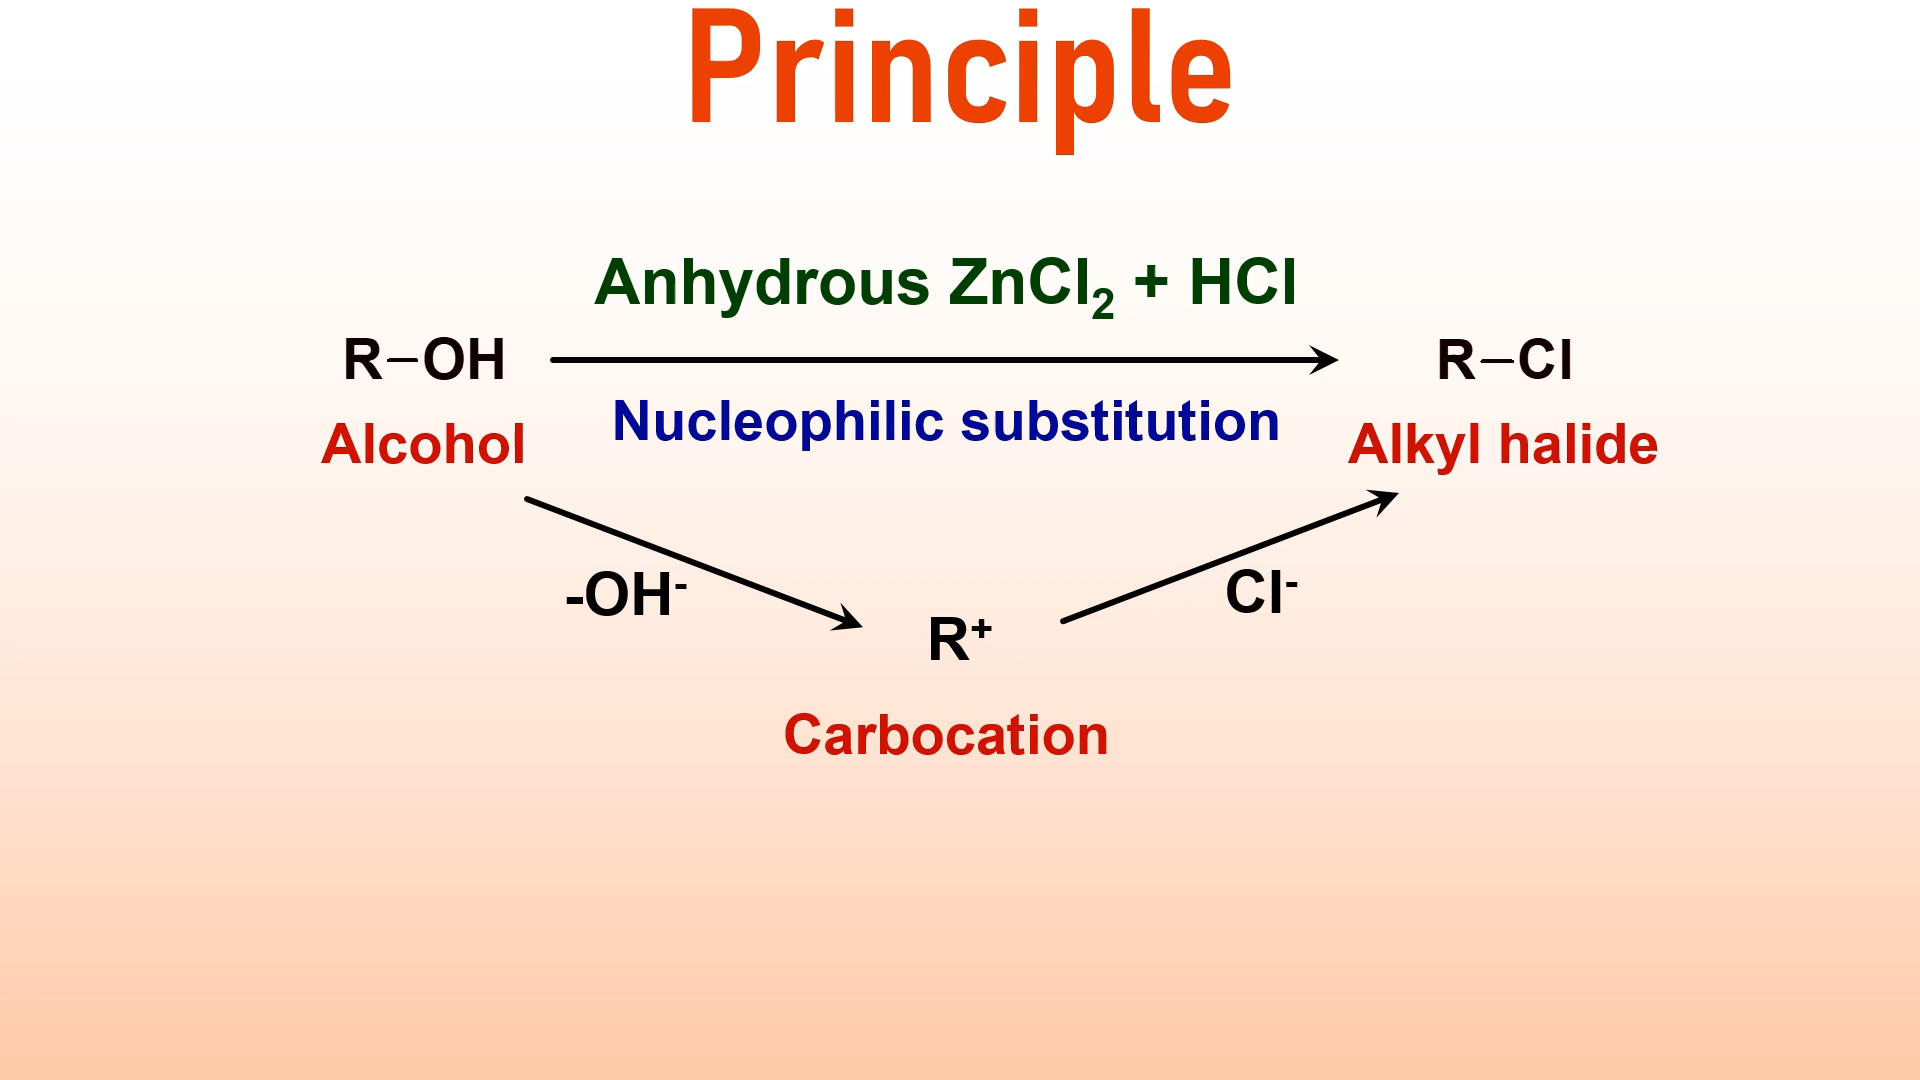 Principle
Anhydrous ZnCl₂ + HCl
R–OH
R–Cl
Nucleophilic substitution
Alcohol
Alkyl halide
-OH⁻
Cl⁻
R⁺
Carbocation